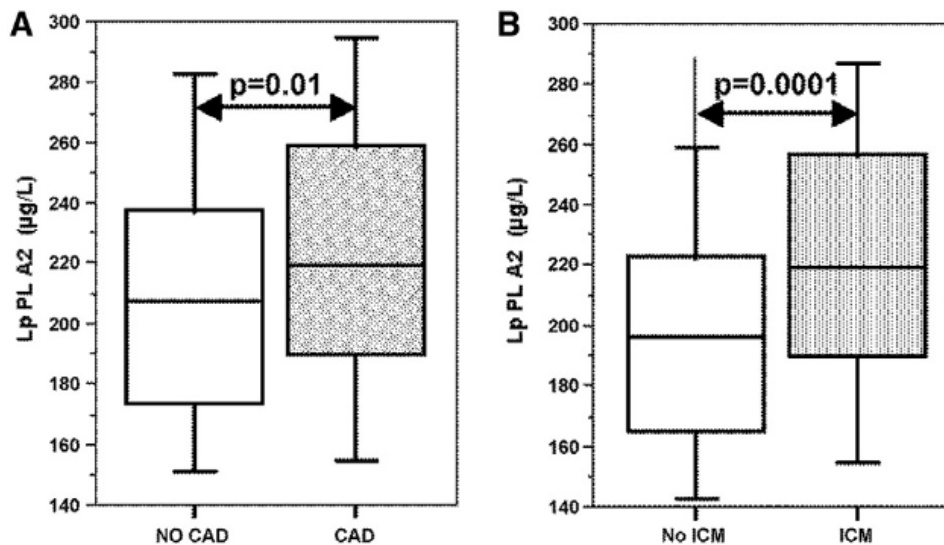 A
Lp PL A2 (µg/L)
300
280
260
240
220
200
180
160
140
p=0.01
NO CAD
CAD
B
Lp PL A2 (µg/L)
300
280
260
240
220
200
180
160
140
p=0.0001
No ICM
ICM